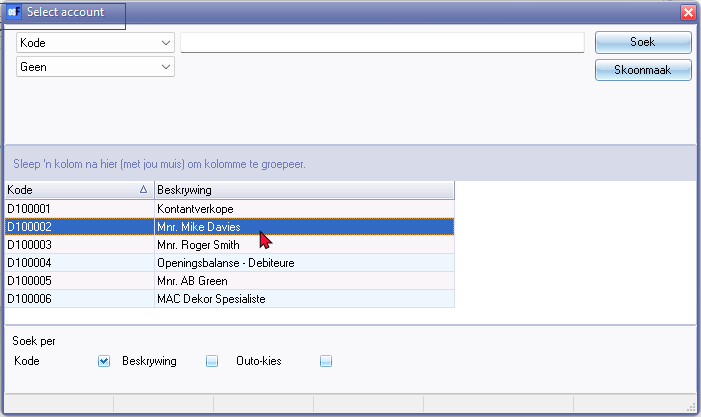 Select account
Kode
Soek
Geen
Skoonmaak
Sleep 'n kolom na hier (met jou muis) om kolomme te groepeer.
Kode Beskrywing
D100001 Kontantverkope
D100002 Mnr. Mike Davies
D100003 Mnr. Roger Smith
D100004 Openingsbalanse - Debiteure
D100005 Mnr. AB Green
D100006 MAC Dekor Spesialiste
Soek per
Kode Beskrywing Outo-kies